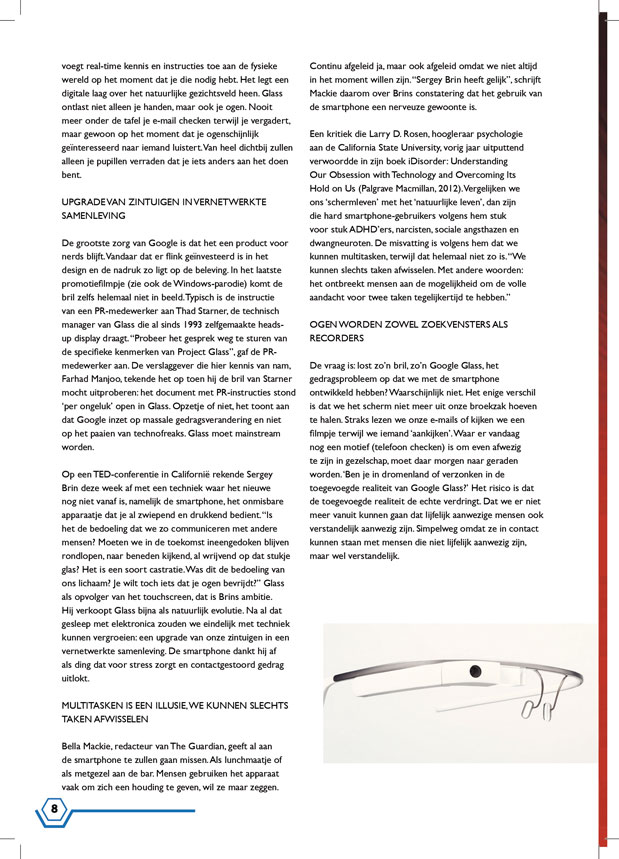 voegt real-time kennis en instructies toe aan de fysieke
wereld op het moment dat je die nodig hebt. Het legt een
digitale laag over het natuurlijke gezichtsveld heen. Glass
ontlast niet alleen je handen, maar ook je ogen. Nooit
meer onder de tafel je e-mail checken terwijl je vergadert,
maar gewoon op het moment dat je ogenschijnlijk
geïnteresseerd naar iemand luistert. Van heel dichtbij zullen
alleen je pupillen verraden dat je iets anders aan het doen
bent.
UPGRADE VAN ZINTUIGEN IN VERNETWERKTE
SAMENLEVING
De grootste zorg van Google is dat het een product voor
nerds blijft. Vandaar dat er flink geïnvesteerd is in het
design en de nadruk zo ligt op de beleving. In het laatste
promotiefilmpje (zie ook de Windows-parodie) komt de
bril zelfs helemaal niet in beeld. Typisch is de instructie
van een PR-medewerker aan Thad Starner, de technisch
manager van Glass die al sinds 1993 zelfgemaakte heads-
up display draagt. “Probeer het gesprek weg te sturen van
de specifieke kenmerken van Project Glass”, gaf de PR-
medewerker aan. De verslaggever die hier kennis van nam,
Farhad Manjoo, tekende het op toen hij de bril van Starner
mocht uitproberen: het document met PR-instructies stond
‘per ongeluk’ open in Glass. Opzetje of niet, het toont aan
dat Google inzet op massale gedragsverandering en niet
op het paaien van technofreaks. Glass moet mainstream
worden.
Op een TED-conferentie in Californië rekende Sergey
Brin deze week af met een techniek waar het nieuwe
nog niet vanaf is, namelijk de smartphone, het onmisbare
apparaatje dat je al zwiepend en drukkend bedient. “Is
het de bedoeling dat we zo communiceren met andere
mensen? Moeten we in de toekomst ineengedoken blijven
rondlopen, naar beneden kijkend, al wrijvend op dat stukje
glas? Het is een soort castratie. Was dit de bedoeling van
ons lichaam? Je wilt toch iets dat je ogen bevrijdt?” Glass
als opvolger van het touchscreen, dat is Brins ambitie.
Hij verkoopt Glass bijna als natuurlijk evolutie. Na al dat
gesleep met elektronica zouden we eindelijk met techniek
kunnen vergroeien: een upgrade van onze zintuigen in een
vernetwerkte samenleving. De smartphone dankt hij af
als ding dat voor stress zorgt en contactgestoord gedrag
uitlokt.
MULTITASKEN IS EEN ILLUSIE, WE KUNNEN SLECHTS
TAKEN AFWISSELEN
Bella Mackie, redacteur van The Guardian, geeft al aan
de smartphone te zullen gaan missen. Als lunchmaatje of
als metgezel aan de bar. Mensen gebruiken het apparaat
vaak om zich een houding te geven, wil ze maar zeggen.
Continu afgeleid ja, maar ook afgeleid omdat we niet altijd
in het moment willen zijn. “Sergey Brin heeft gelijk”, schrijft
Mackie daarom over Brins constatering dat het gebruik van
de smartphone een nerveuze gewoonte is.
Een kritiek die Larry D. Rosen, hoogleraar psychologie
aan de California State University, vorig jaar uitputtend
verwoordde in zijn boek iDisorder: Understanding
Our Obsession with Technology and Overcoming Its
Hold on Us (Palgrave Macmillan, 2012). Vergelijken we
ons ‘schermleven’ met het ‘natuurlijke leven’, dan zijn
die hard smartphone-gebruikers volgens hem stuk
voor stuk ADHD’ers, narcisten, sociale angsthazen en
dwangneuroten. De misvatting is volgens hem dat we
kunnen multitasken, terwijl dat helemaal niet zo is. “We
kunnen slechts taken afwisselen. Met andere woorden:
het ontbreekt mensen aan de mogelijkheid om de volle
aandacht voor twee taken tegelijkertijd te hebben.”
OGEN WORDEN ZOWEL ZOEKVENSTERS ALS
RECORDERS
De vraag is: lost zo’n bril, zo’n Google Glass, het
gedragsprobleem op dat we met de smartphone
ontwikkeld hebben? Waarschijnlijk niet. Het enige verschil
is dat we het scherm niet meer uit onze broekzak hoeven
te halen. Straks lezen we onze e-mails of kijken we een
filmpje terwijl we iemand ‘aankijken’. Waar er vandaag
nog een motief (telefoon checken) is om even afwezig
te zijn in gezelschap, moet daar morgen naar geraden
worden. ‘Ben je in dromenland of verzonken in de
toegevoegde realiteit van Google Glass?’ Het risico is dat
de toegevoegde realiteit de echte verdringt. Dat we er niet
meer vanuit kunnen gaan dat lijfelijk aanwezige mensen ook
verstandelijk aanwezig zijn. Simpelweg omdat ze in contact
kunnen staan met mensen die niet lijfelijk aanwezig zijn,
maar wel verstandelijk.
8